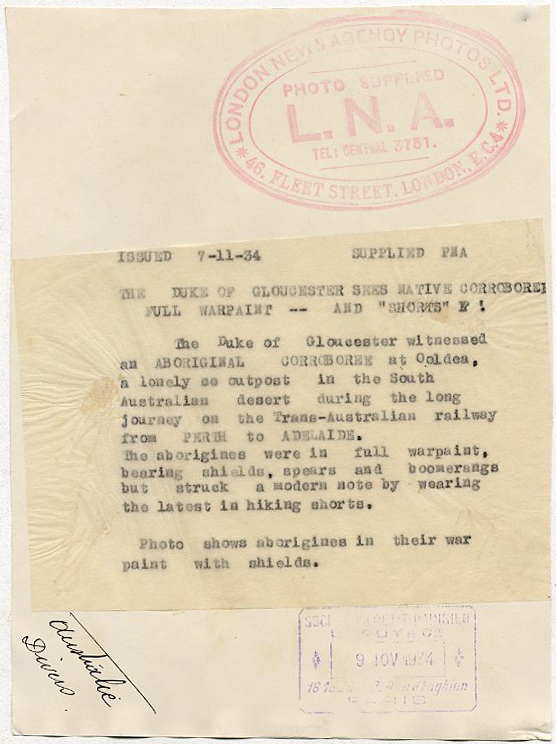 LONDON NEWS AGENCY PHOTOS LTD.
PHOTO SUPPLIED
L.N.A.
TEL: CENTRAL 3751.
46, FLEET STREET, LONDON, E.C.4
ISSUED 7-11-34 SUPPLIED PNA
THE DUKE OF GLOUCESTER SEES NATIVE CORROBOREE
FULL WARPAINT -- AND "SHORTS" !
The Duke of Gloucester witnessed
an ABORIGINAL CORROBOREE at Ooldea,
a lonely oe outpost in the South
Australian desert during the long
journey on the Trans-Australian railway
from PERTH to ADELAIDE.
The aborigines were in full warpaint,
bearing shields, spears and boomerangs
but struck a modern note by wearing
the latest in hiking shorts.
Photo shows aborigines in their war
paint with shields.
Australie
Divers.
9 NOV 1934
PARIS